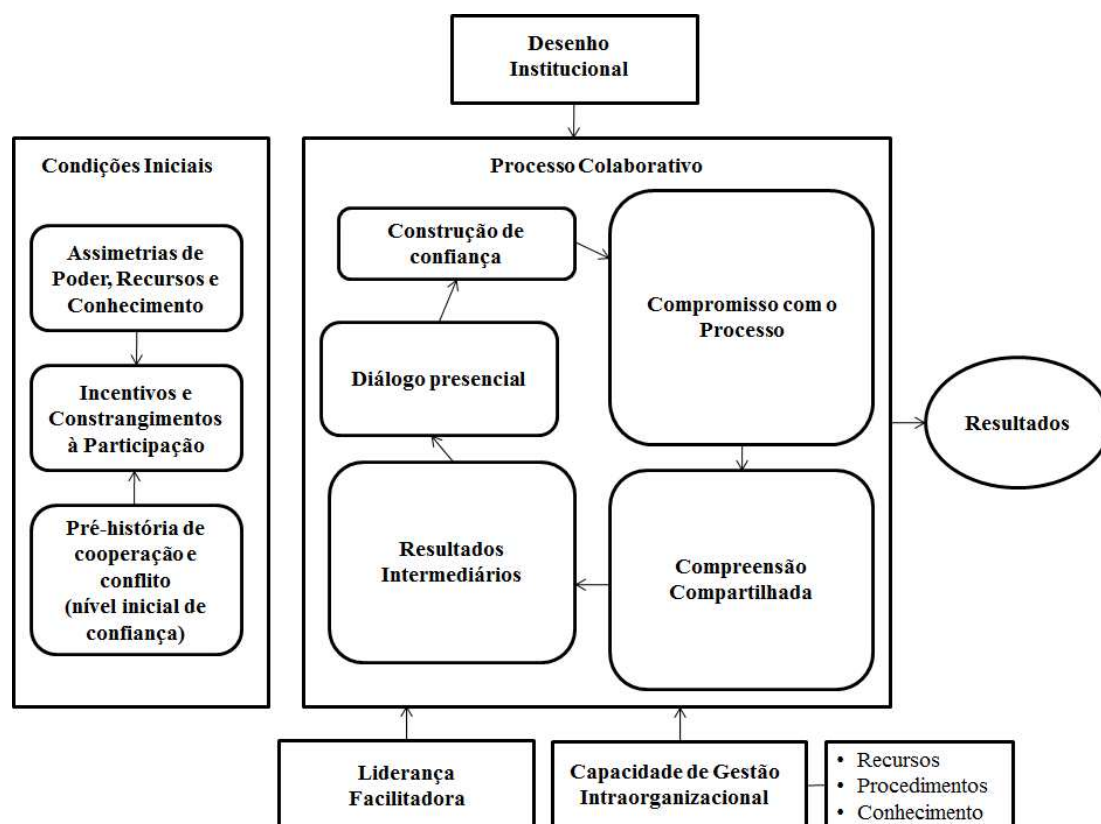 Desenho
Institucional
Condições Iniciais
Assimetrias de
Poder, Recursos e
Conhecimento
Incentivos e
Constrangimentos
à Participação
Pré-história de
cooperação e
conflito
(nível inicial de
confiança)
Processo Colaborativo
Construção de
confiança
Compromisso com o
Processo
Diálogo presencial
Resultados
Intermediários
Compreensão
Compartilhada
Resultados
Liderança
Facilitadora
Capacidade de Gestão
Intraorganizacional
• Recursos
• Procedimentos
• Conhecimento